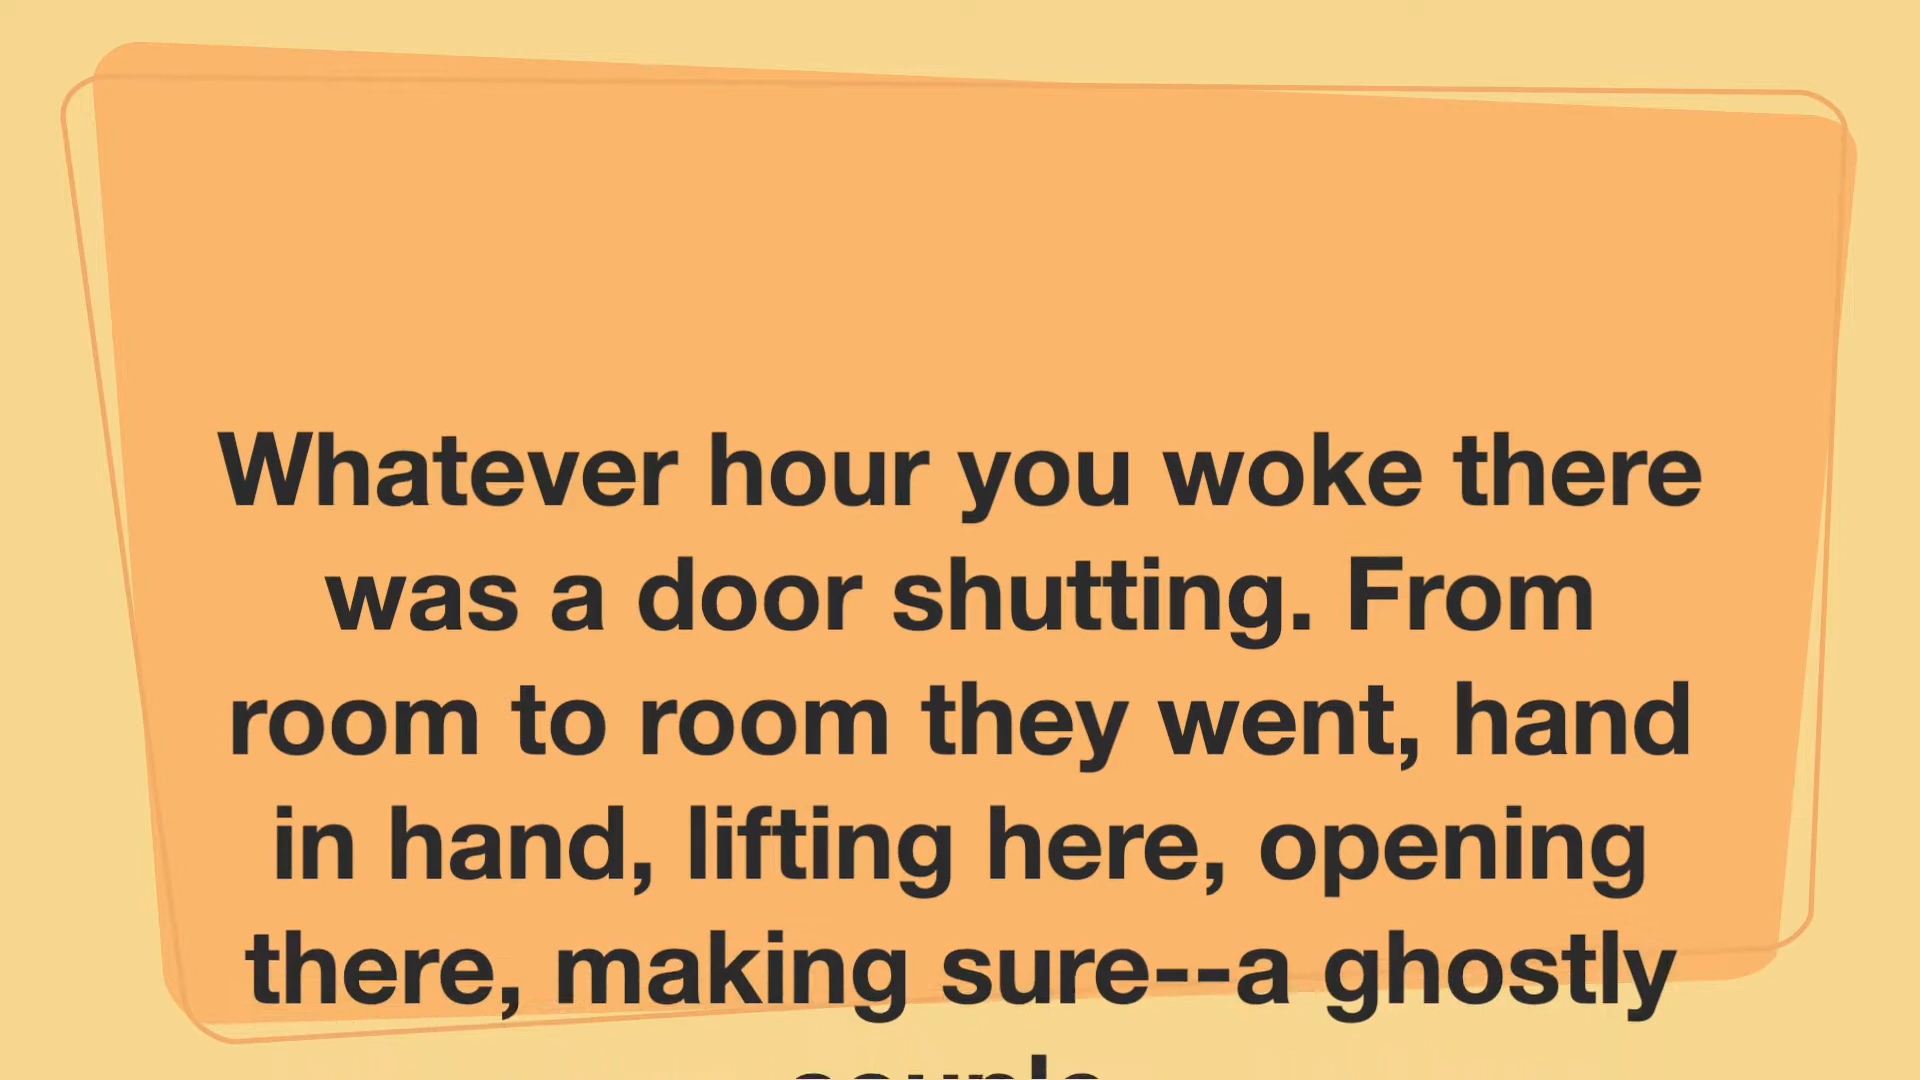 Whatever hour you woke there
was a door shutting. From
room to room they went, hand
in hand, lifting here, opening
there, making sure--a ghostly
couple